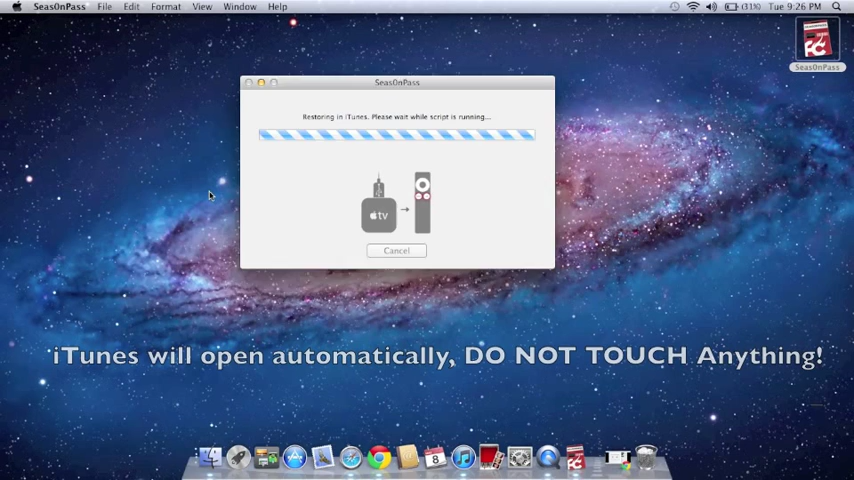 SeasOnPass File Edit Format View Window Help
Tue 9:26 PM
SeasOnPass
SeasOnPass
Restoring in iTunes. Please wait while script is running...
tv
Cancel
iTunes will open automatically, DO NOT TOUCH Anything!
8